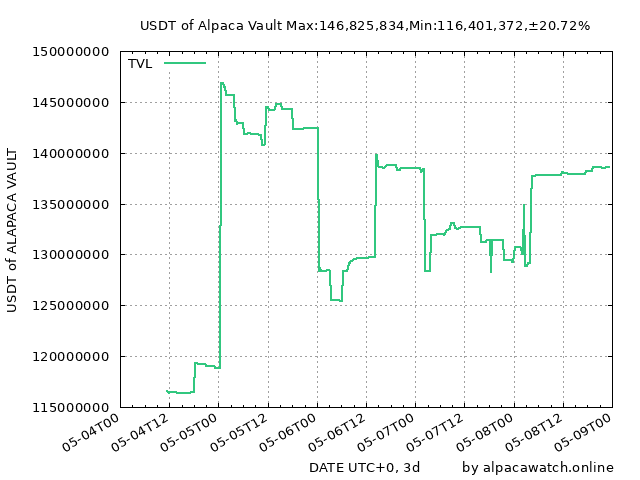 USDT of Alpaca Vault Max:146,825,834,Min:116,401,372,±20.72%
TVL
150000000
145000000
140000000
135000000
130000000
125000000
120000000
115000000
USDT of ALAPACA VAULT
05-04T00
05-04T12
05-05T00
05-05T12
05-06T00
05-06T12
05-07T00
05-07T12
05-08T00
05-08T12
05-09T00
DATE UTC+0, 3d
by alpacawatch.online